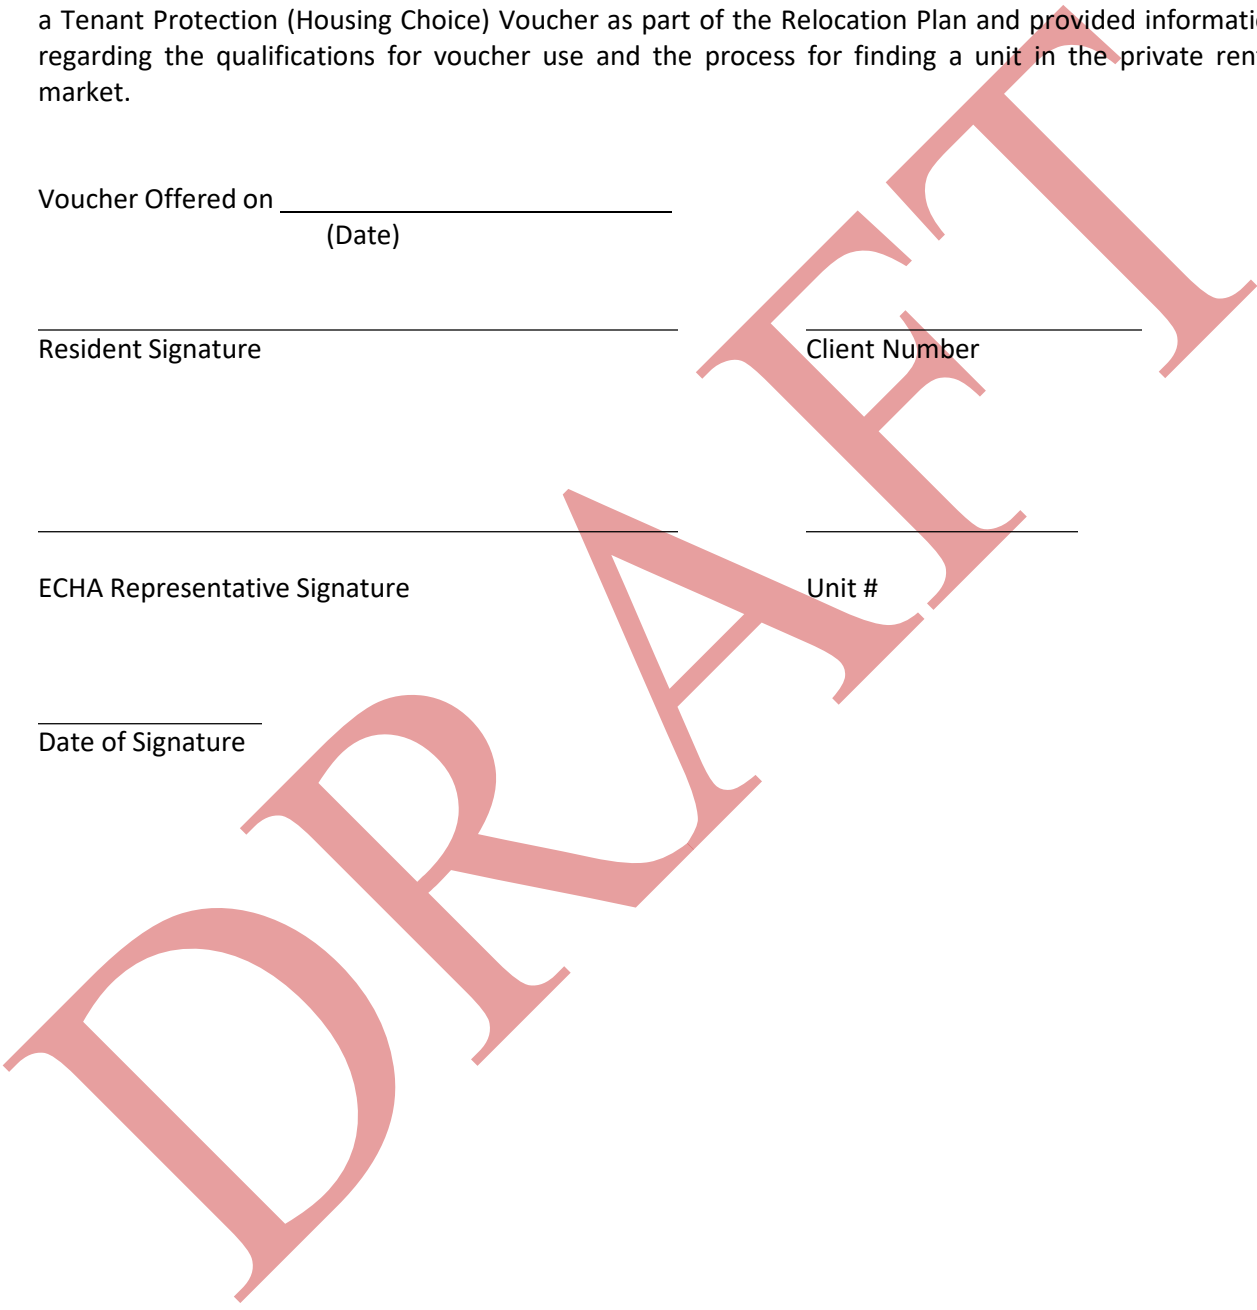 a Tenant Protection (Housing Choice) Voucher as part of the Relocation Plan and provided
regarding the qualifications for voucher use and the process for finding a unit in the private
market.
Voucher Offered on
(Date)
Resident Signature
Client Number
ECHA Representative Signature
Unit #
Date of Signature
DRAFT